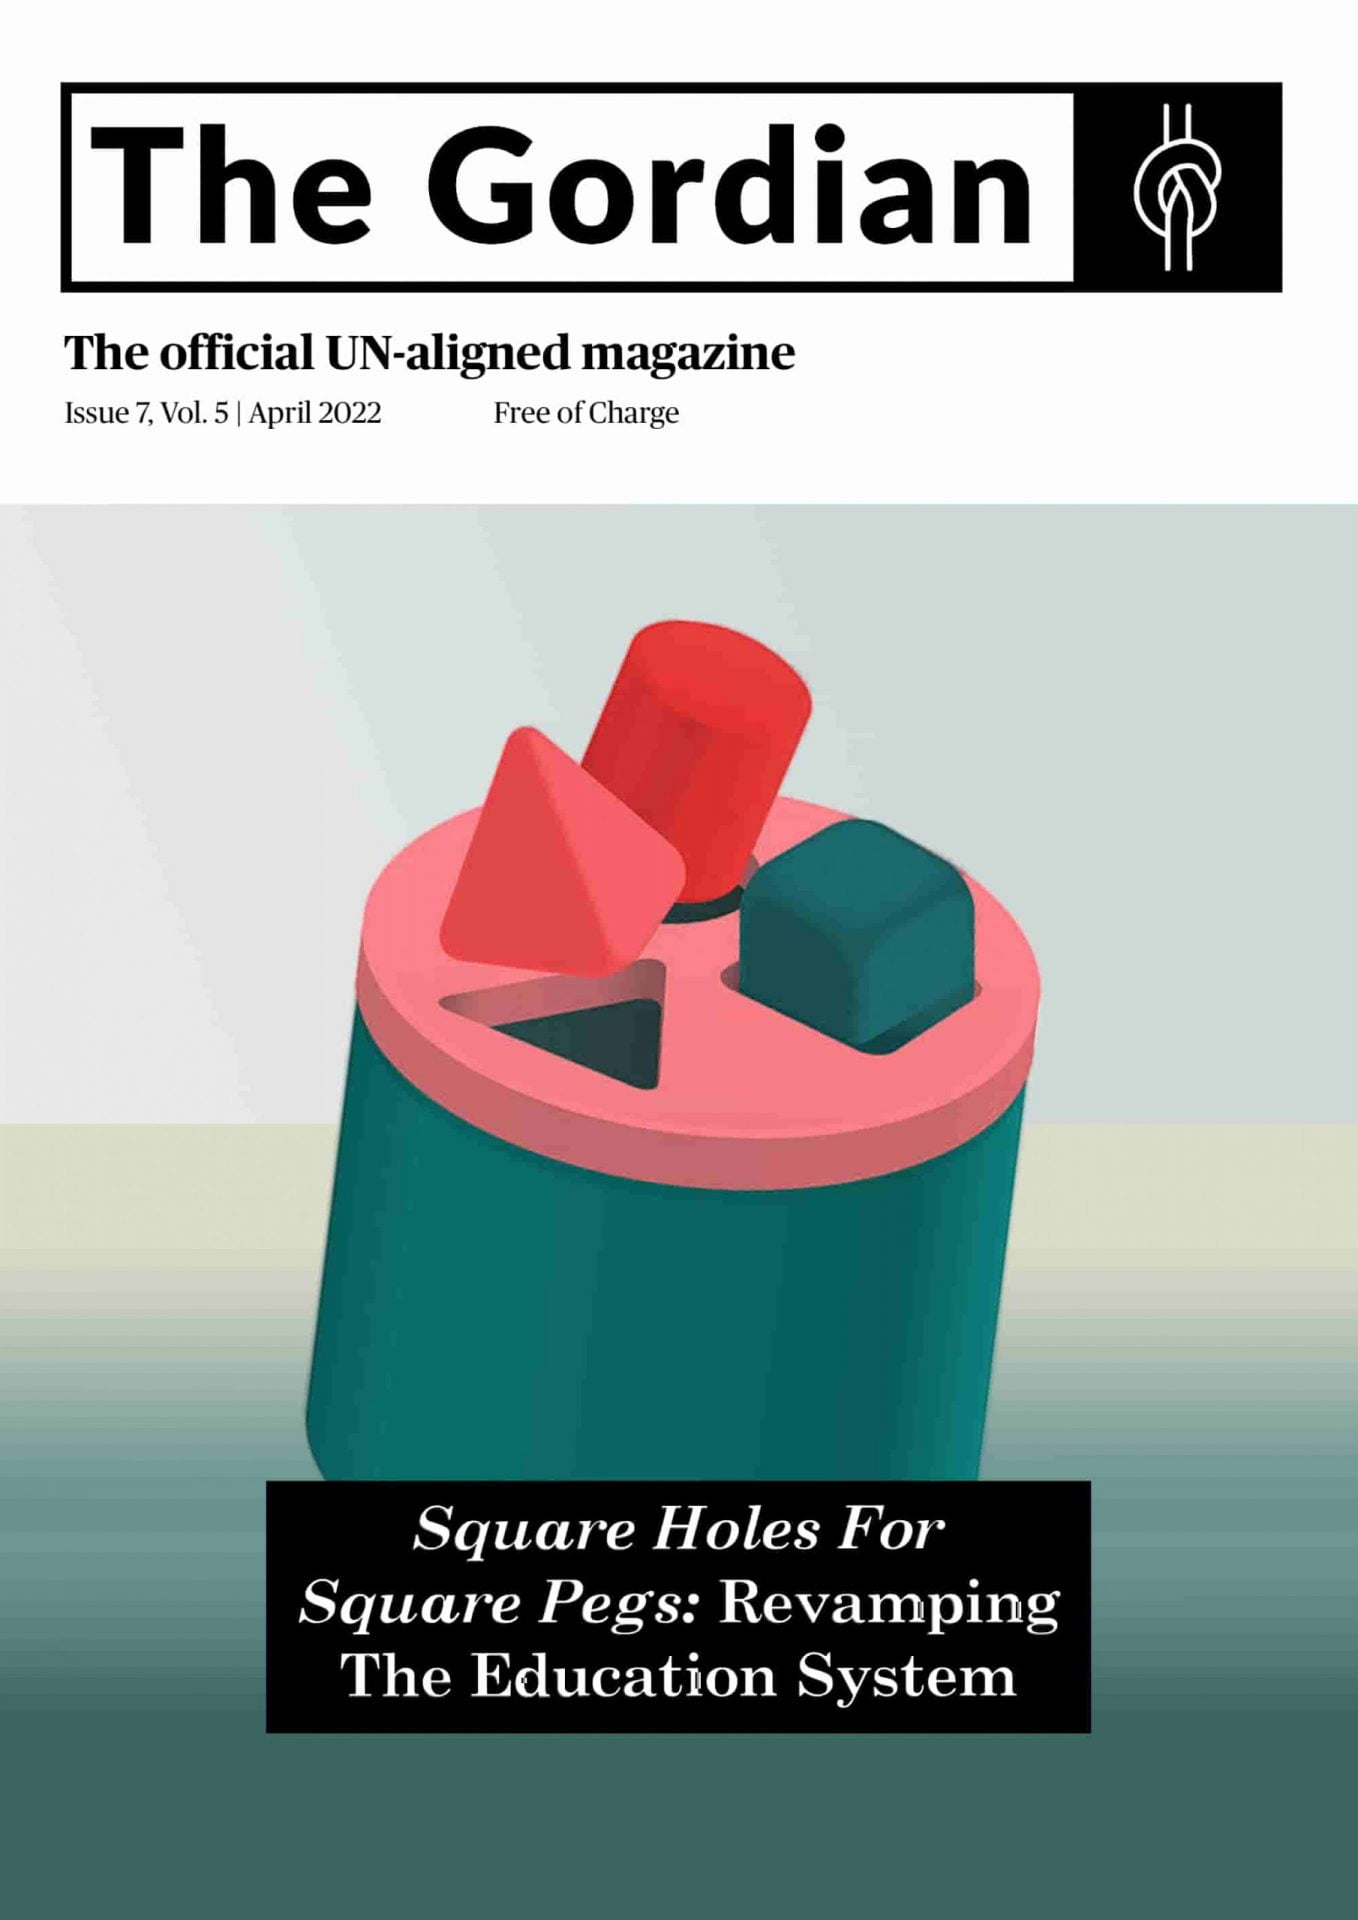 The Gordian
The official UN-aligned magazine
Issue 7, Vol. 5 | April 2022 Free of Charge
Square Holes For
Square Pegs: Revamping
The Education System